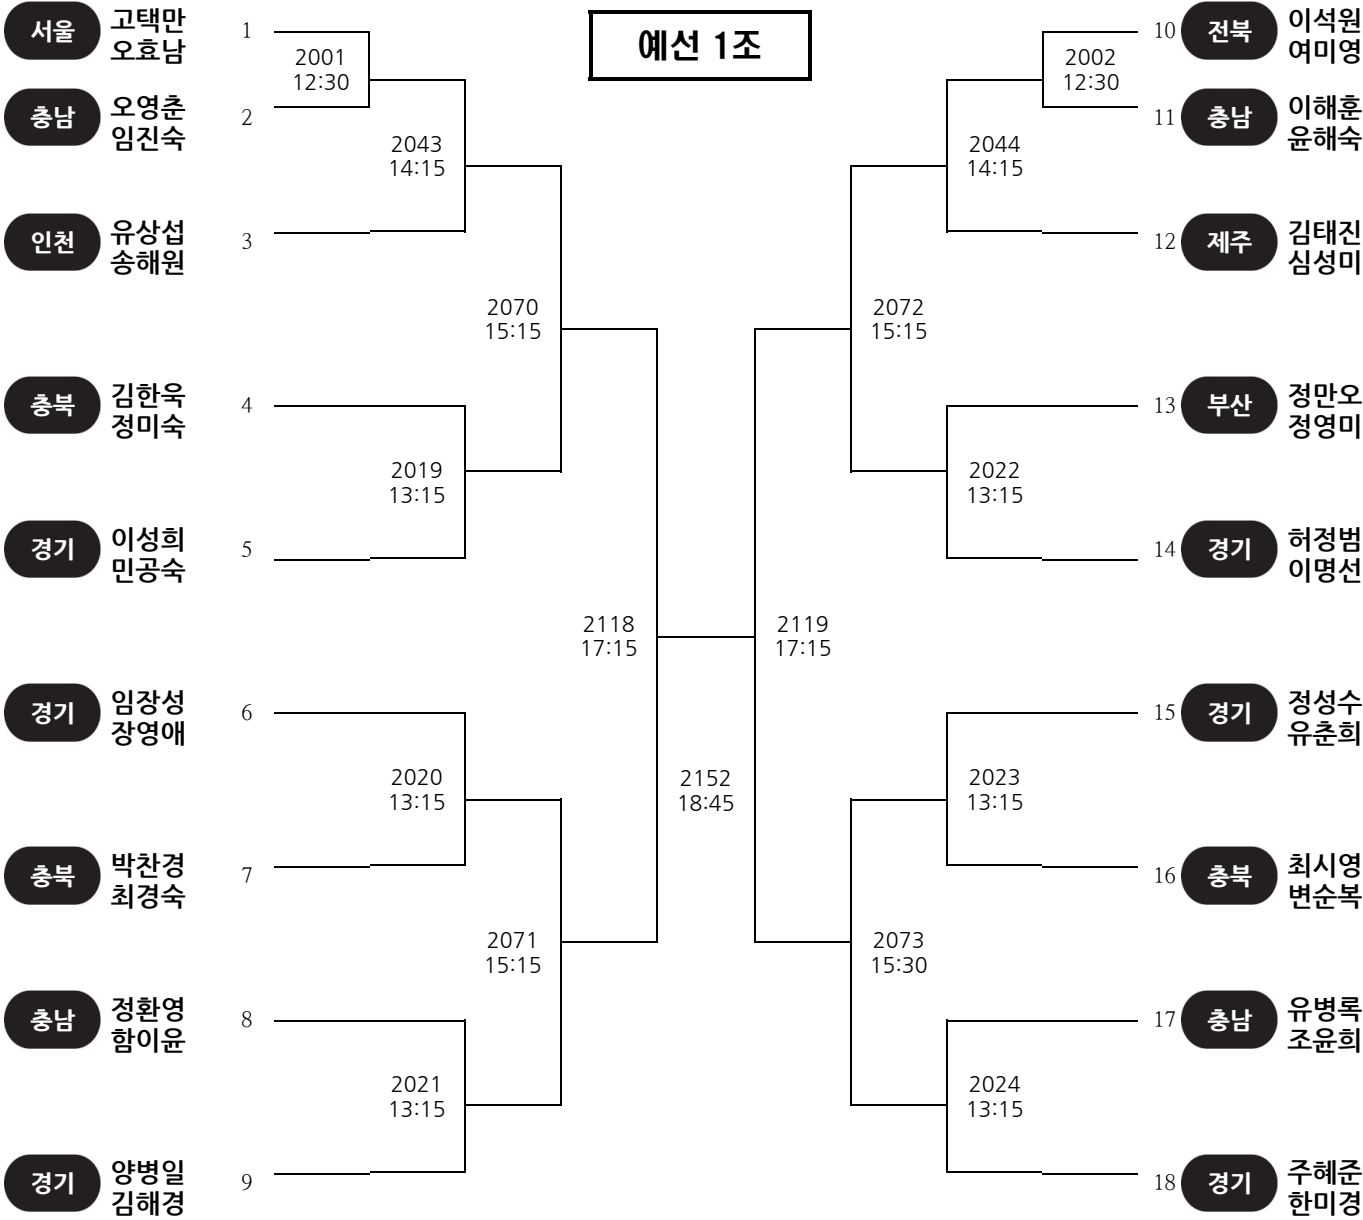 예선 1조
서울
고택만
오효남
1
충남
오영춘
임진숙
2
2001
12:30
인천
유상섭
송해원
3
2043
14:15
충북
김한욱
정미숙
4
경기
이성희
민공숙
5
2019
13:15
2070
15:15
경기
임장성
장영애
6
충북
박찬경
최경숙
7
2020
13:15
충남
정환영
함이윤
8
경기
양병일
김해경
9
2021
13:15
2071
15:15
2118
17:15
2152
18:45
2119
17:15
10
전북
이석원
여미영
11
충남
이해훈
윤해숙
2002
12:30
12
제주
김태진
심성미
2044
14:15
13
부산
정만오
정영미
14
경기
허정범
이명선
2022
13:15
2072
15:15
15
경기
정성수
유춘희
16
충북
최시영
변순복
2023
13:15
17
충남
유병록
조윤희
18
경기
주혜준
한미경
2024
13:15
2073
15:30